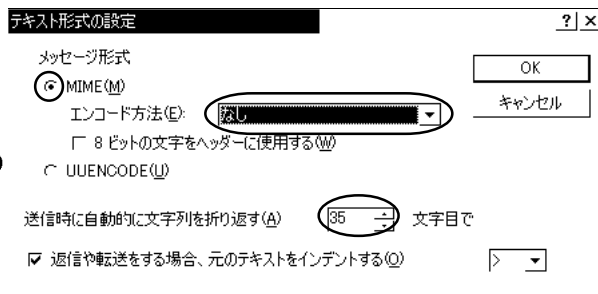 テキスト形式の設定 ? ×
メッセージ形式
OK
MIME(M)
キャンセル
エンコード方法(E): なし
8 ビットの文字をヘッダーに使用する(W)
UUENCODE(U)
送信時に自動的に文字列を折り返す(A) 35 文字目で
返信や転送をする場合、元のテキストをインデントする(O) >